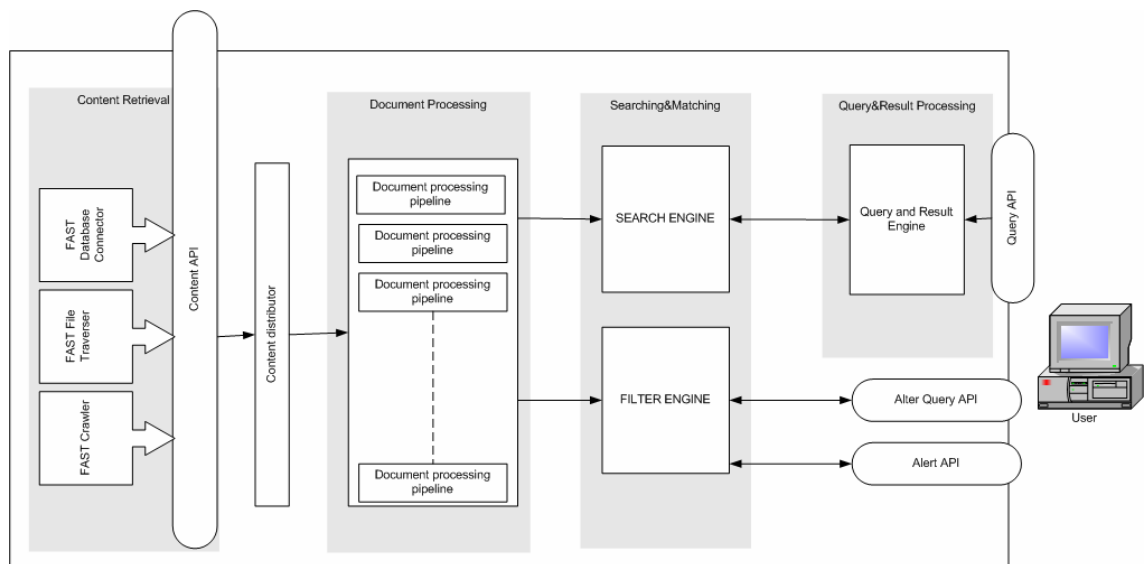 Content Retrieval
FAST
Database
Connector
FAST File
Traverser
FAST Crawler
Content API
Content distributor
Document Processing
Document processing
pipeline
Document processing
pipeline
Document processing
pipeline
Document processing
pipeline
Searching&Matching
SEARCH ENGINE
FILTER ENGINE
Query&Result Processing
Query and Result
Engine
Query API
Alter Query API
Alert API
User